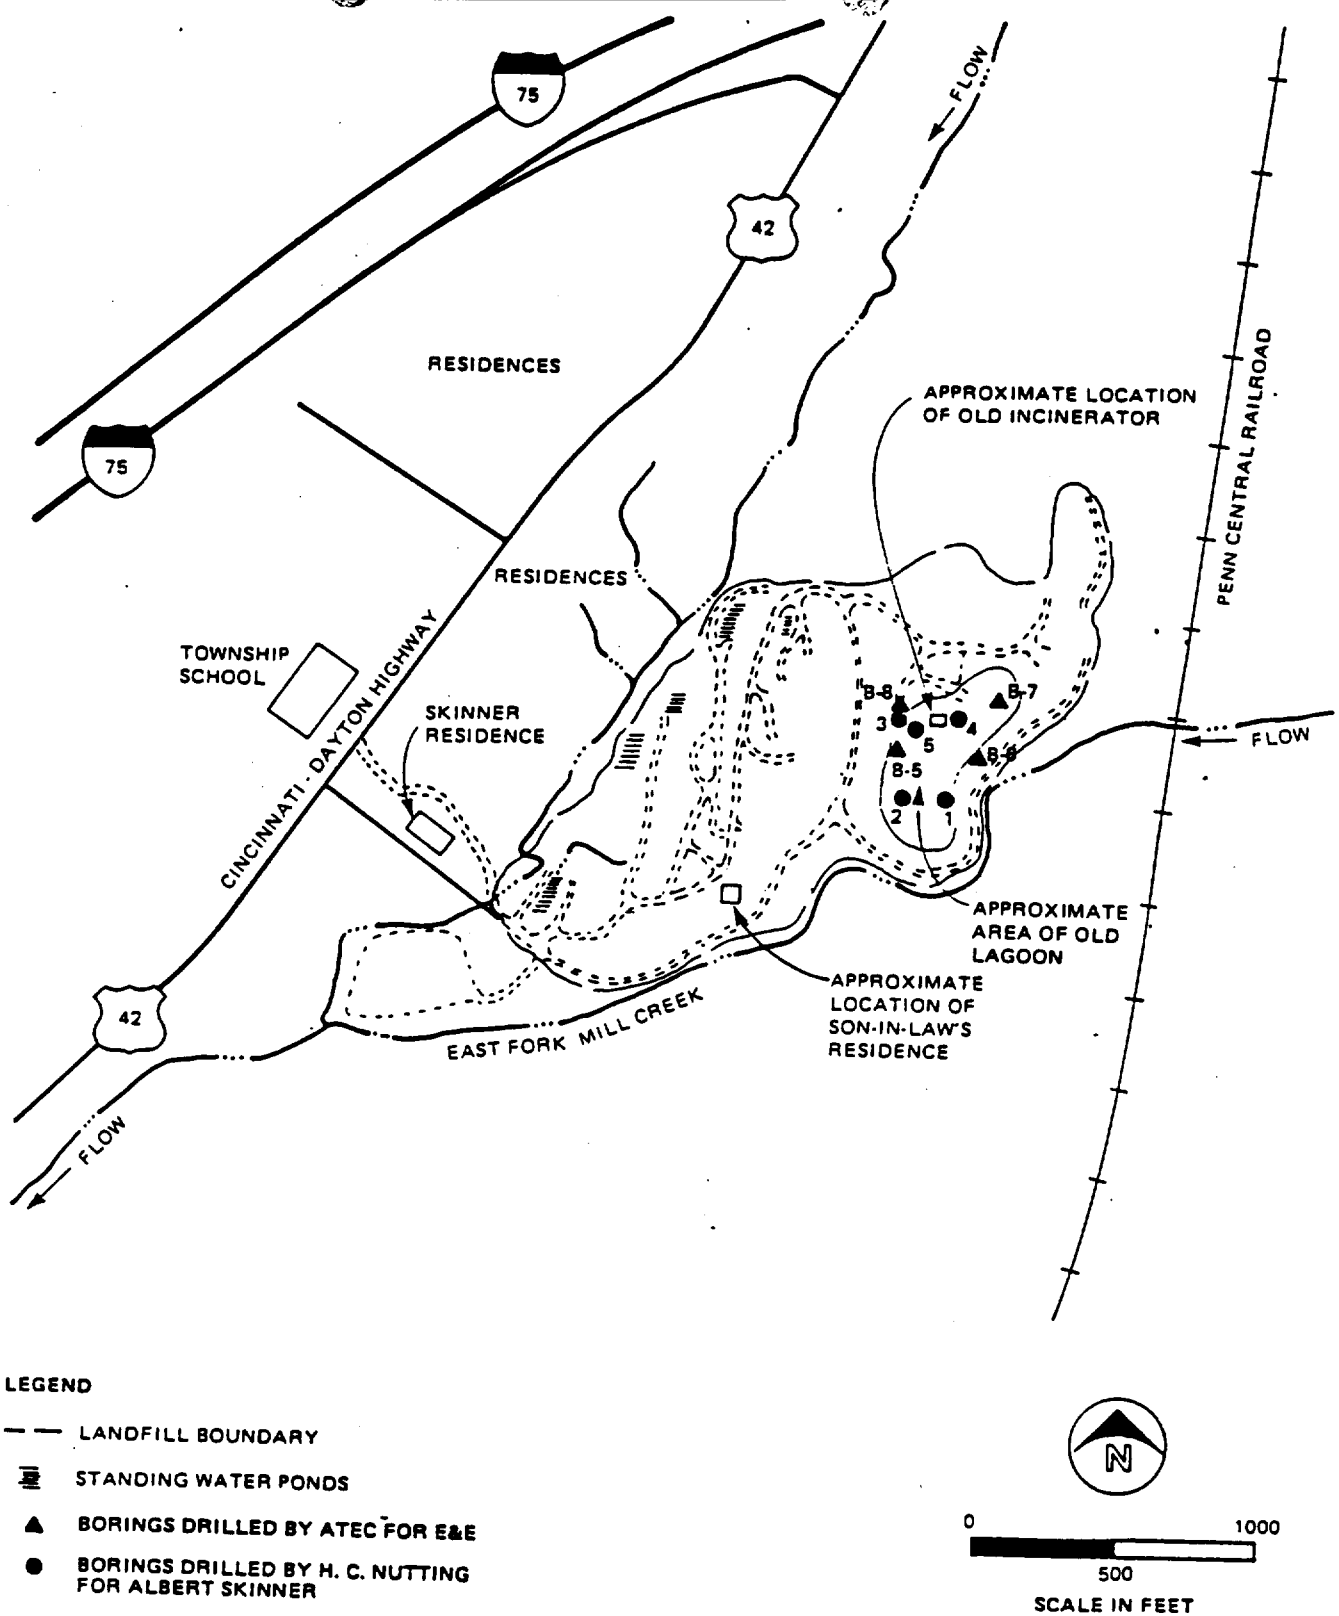 75
FLOW
42
RESIDENCES
APPROXIMATE LOCATION
OF OLD INCINERATOR
PENN CENTRAL RAILROAD
75
RESIDENCES
TOWNSHIP
SCHOOL
CINCINNATI - DAYTON HIGHWAY
SKINNER
RESIDENCE
B-8
B-7
3
4
5
B-5
2
1
FLOW
APPROXIMATE
AREA OF OLD
LAGOON
APPROXIMATE
LOCATION OF
SON-IN-LAW'S
RESIDENCE
42
EAST FORK MILL CREEK
FLOW
LEGEND
LANDFILL BOUNDARY
STANDING WATER PONDS
BORINGS DRILLED BY ATEC FOR E&E
BORINGS DRILLED BY H. C. NUTTING
FOR ALBERT SKINNER
N
0 1000
500
SCALE IN FEET